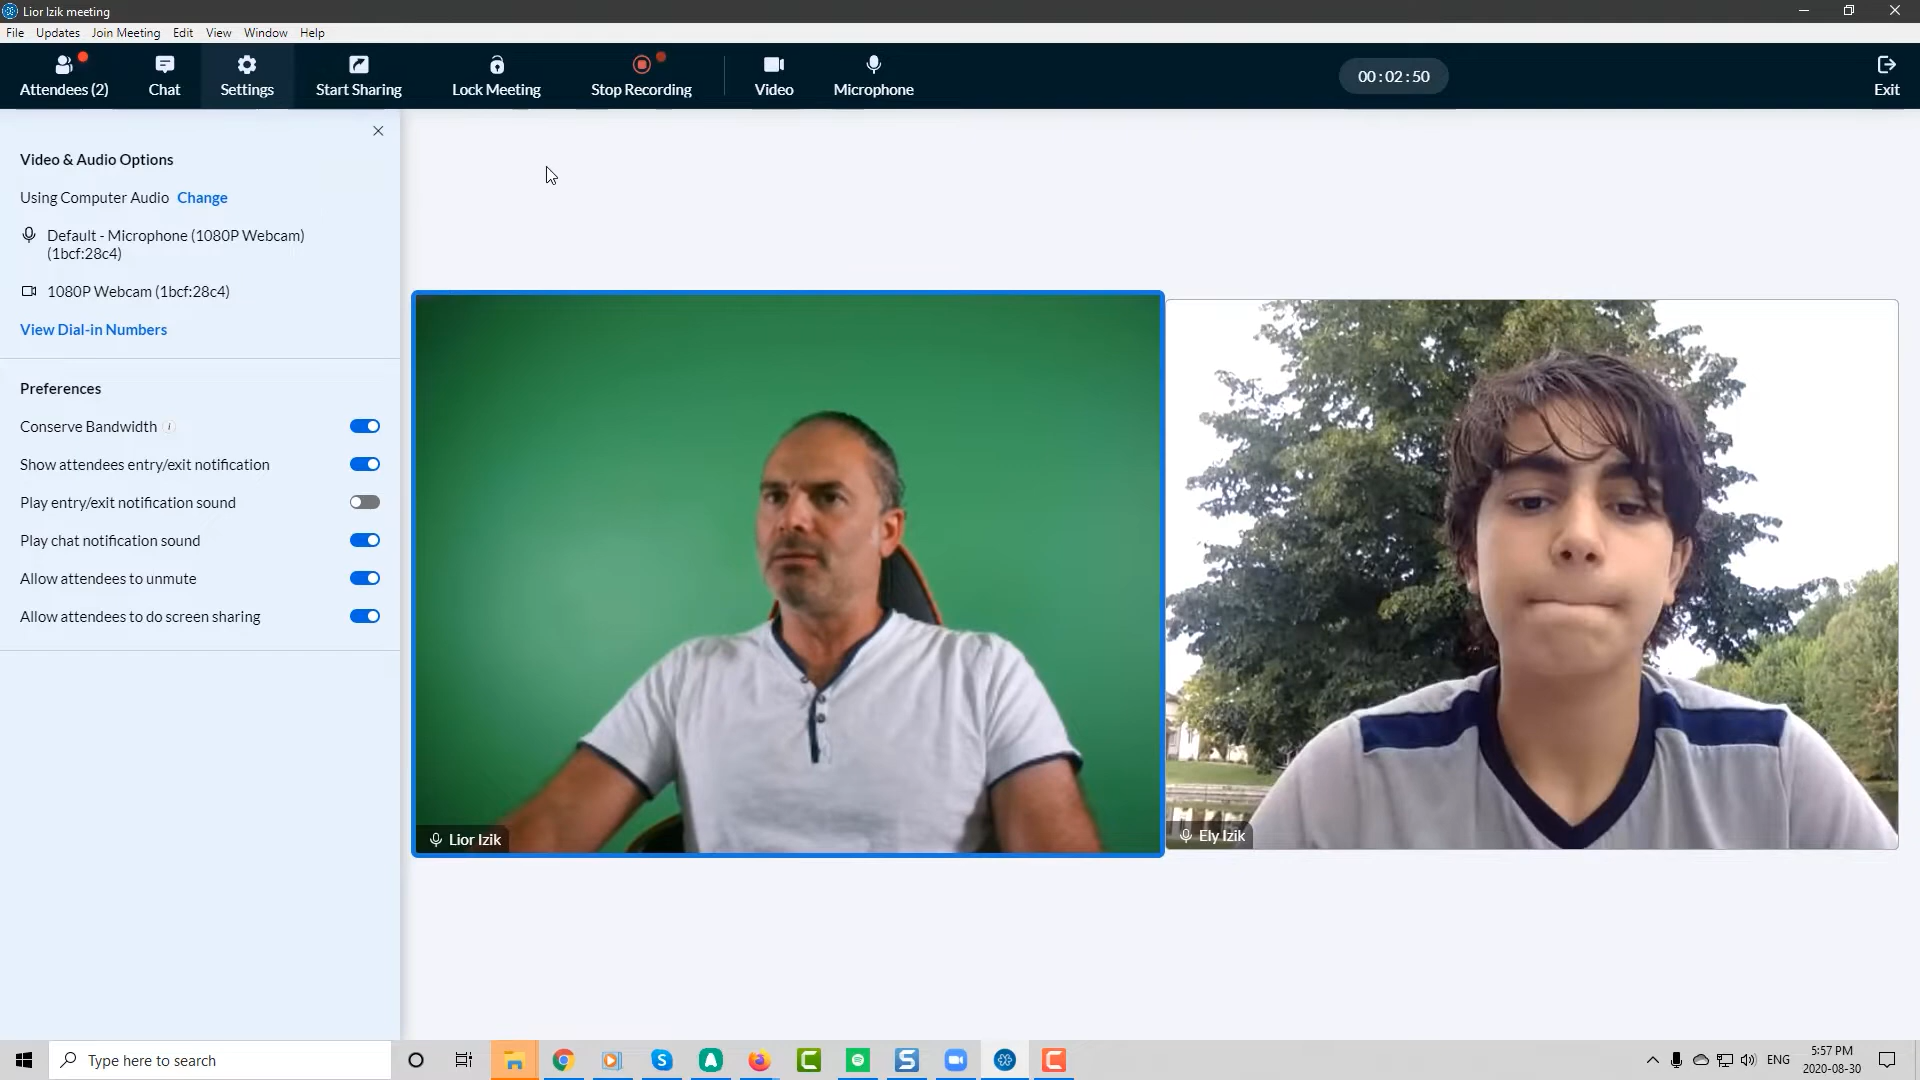 Lior Izik meeting
File Updates Join Meeting Edit View Window Help
Attendees (2) Chat Settings Start Sharing Lock Meeting Stop Recording Video Microphone 00:02:50 Exit
Video & Audio Options
Using Computer Audio Change
Default - Microphone (1080P Webcam)
(1bcf:28c4)
1080P Webcam (1bcf:28c4)
View Dial-in Numbers
Preferences
Conserve Bandwidth i
Show attendees entry/exit notification
Play entry/exit notification sound
Play chat notification sound
Allow attendees to unmute
Allow attendees to do screen sharing
Lior Izik
Ely Izik
Type here to search
ENG
5:57 PM
2020-08-30